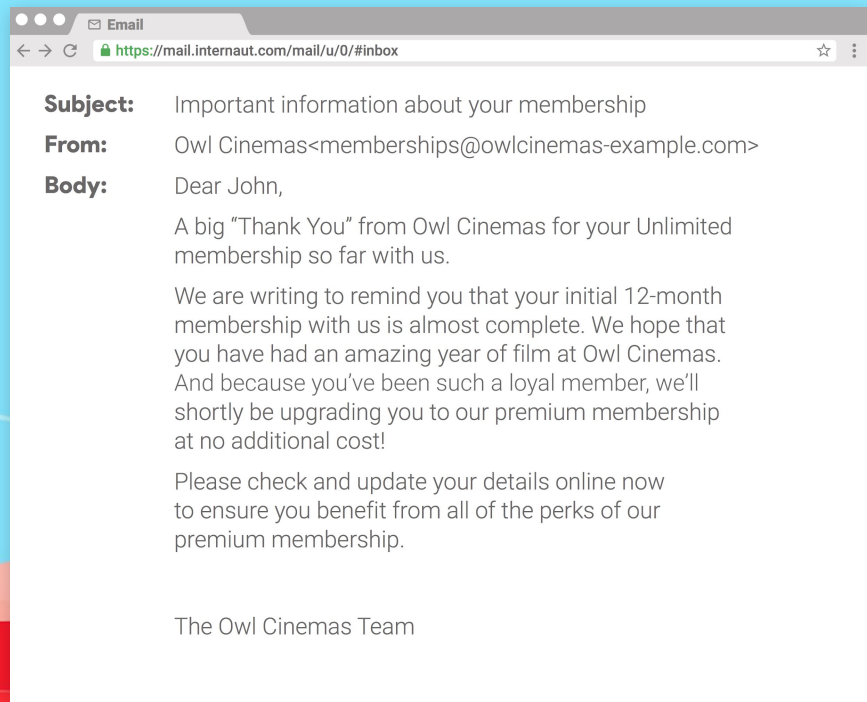 Email
https://mail.internaut.com/mail/u/0/#inbox
Subject: Important information about your membership
From: Owl Cinemas<memberships@owlcinemas-example.com>
Body: Dear John,
A big “Thank You” from Owl Cinemas for your Unlimited
membership so far with us.
We are writing to remind you that your initial 12-month
membership with us is almost complete. We hope that
you have had an amazing year of film at Owl Cinemas.
And because you’ve been such a loyal member, we’ll
shortly be upgrading you to our premium membership
at no additional cost!
Please check and update your details online now
to ensure you benefit from all of the perks of our
premium membership.
The Owl Cinemas Team